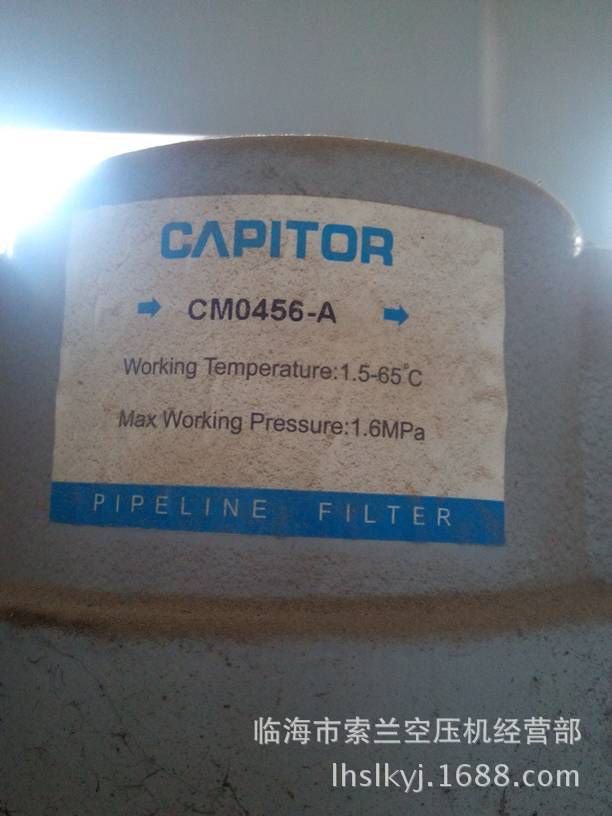 CAPITOR
CM0456-A
Working Temperature:1.5-65°C
Max Working Pressure:1.6MPa
PIPELINE FILTER
临海市索兰空压机经营部
lhslkyj.1688.com